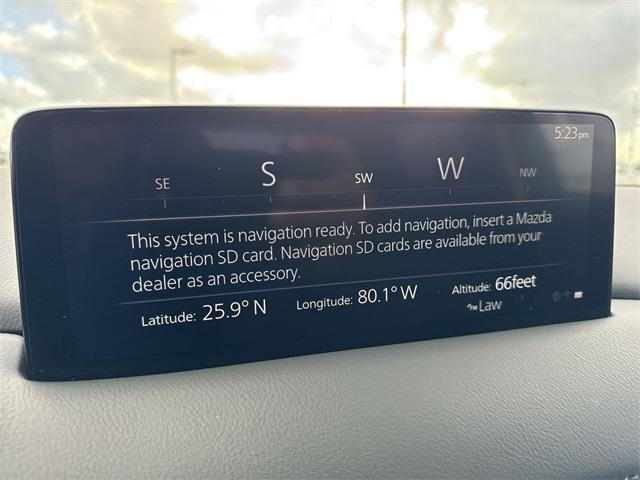 5:23pm
SE S SW W NW
This system is navigation ready. To add navigation, insert a Mazda
navigation SD card. Navigation SD cards are available from your
dealer as an accessory.
Latitude: 25.9° N Longitude: 80.1° W Altitude: 66feet
Law